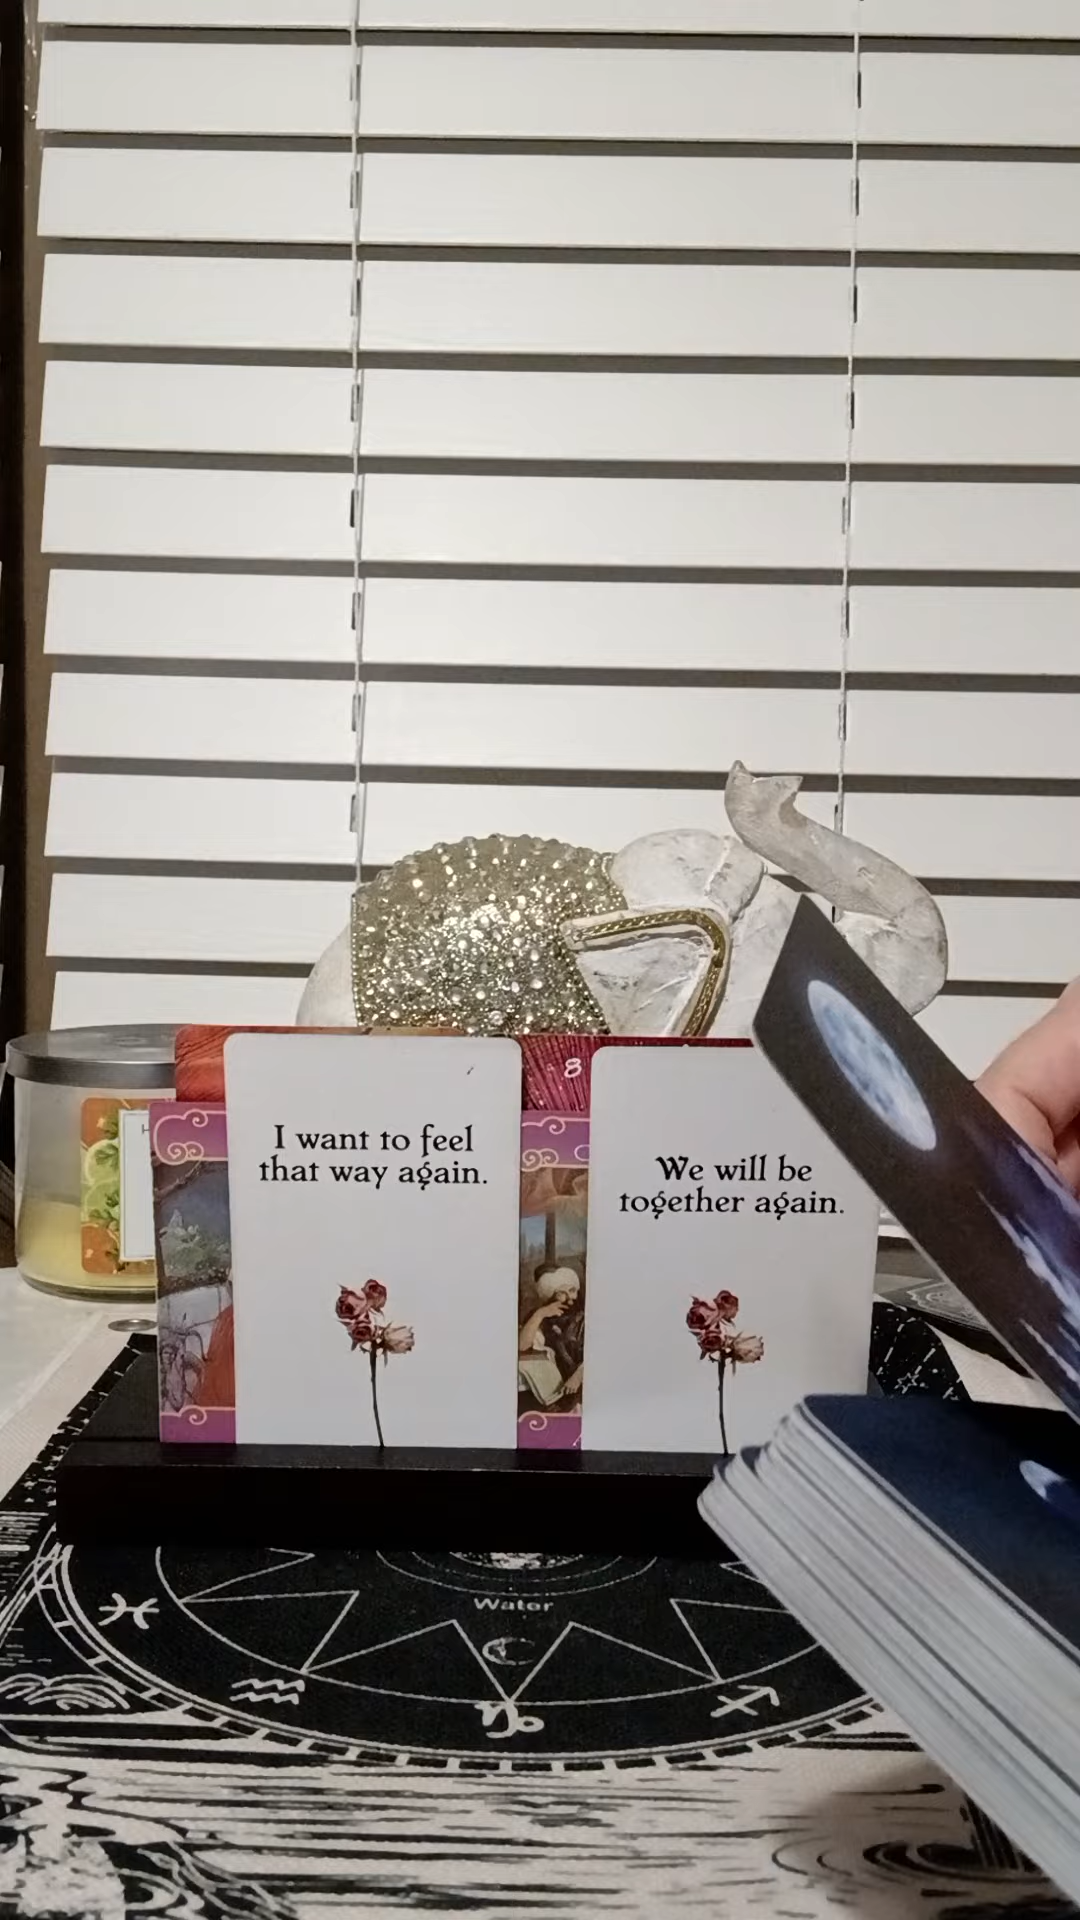 8
I want to feel
that way again.
We will be
together again.
Water